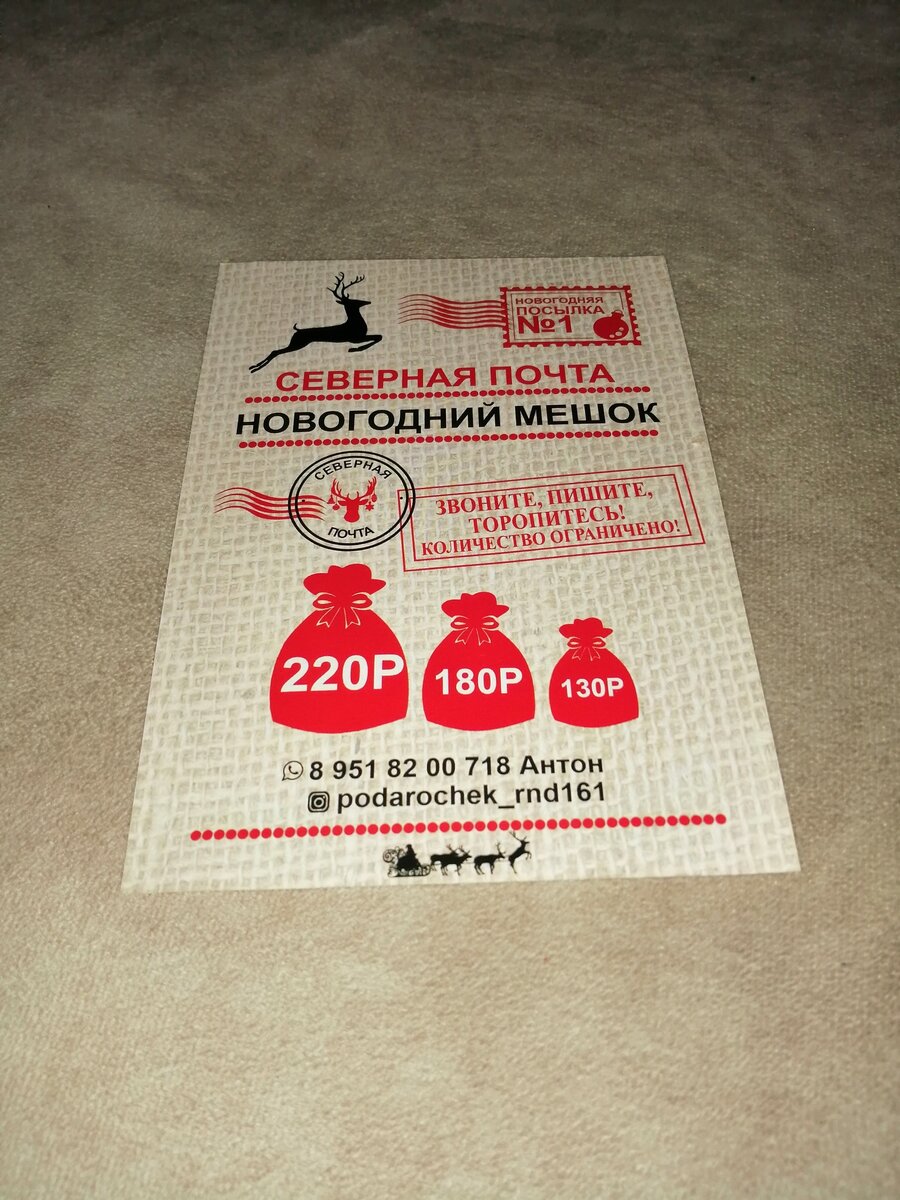 НОВОГОДНЯЯ
ПОСЫЛКА
№1
СЕВЕРНАЯ ПОЧТА
НОВОГОДНИЙ МЕШОК
СЕВЕРНАЯ
ПОЧТА
ЗВОНИТЕ, ПИШИТЕ,
ТОРОПИТЕСЬ!
КОЛИЧЕСТВО ОГРАНИЧЕНО!
220Р
180Р
130Р
8 951 82 00 718 Антон
podarochek_rnd161